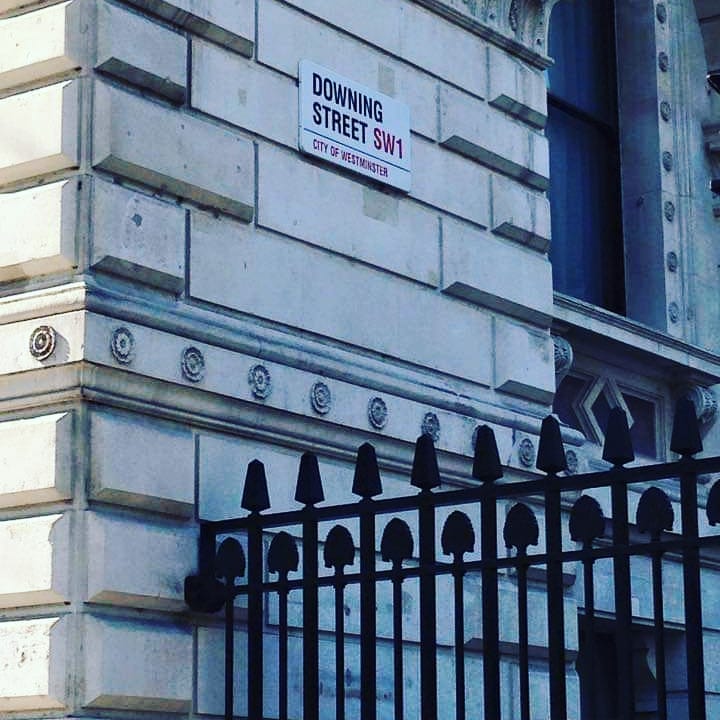 DOWNING
STREET SW1
CITY OF WESTMINSTER